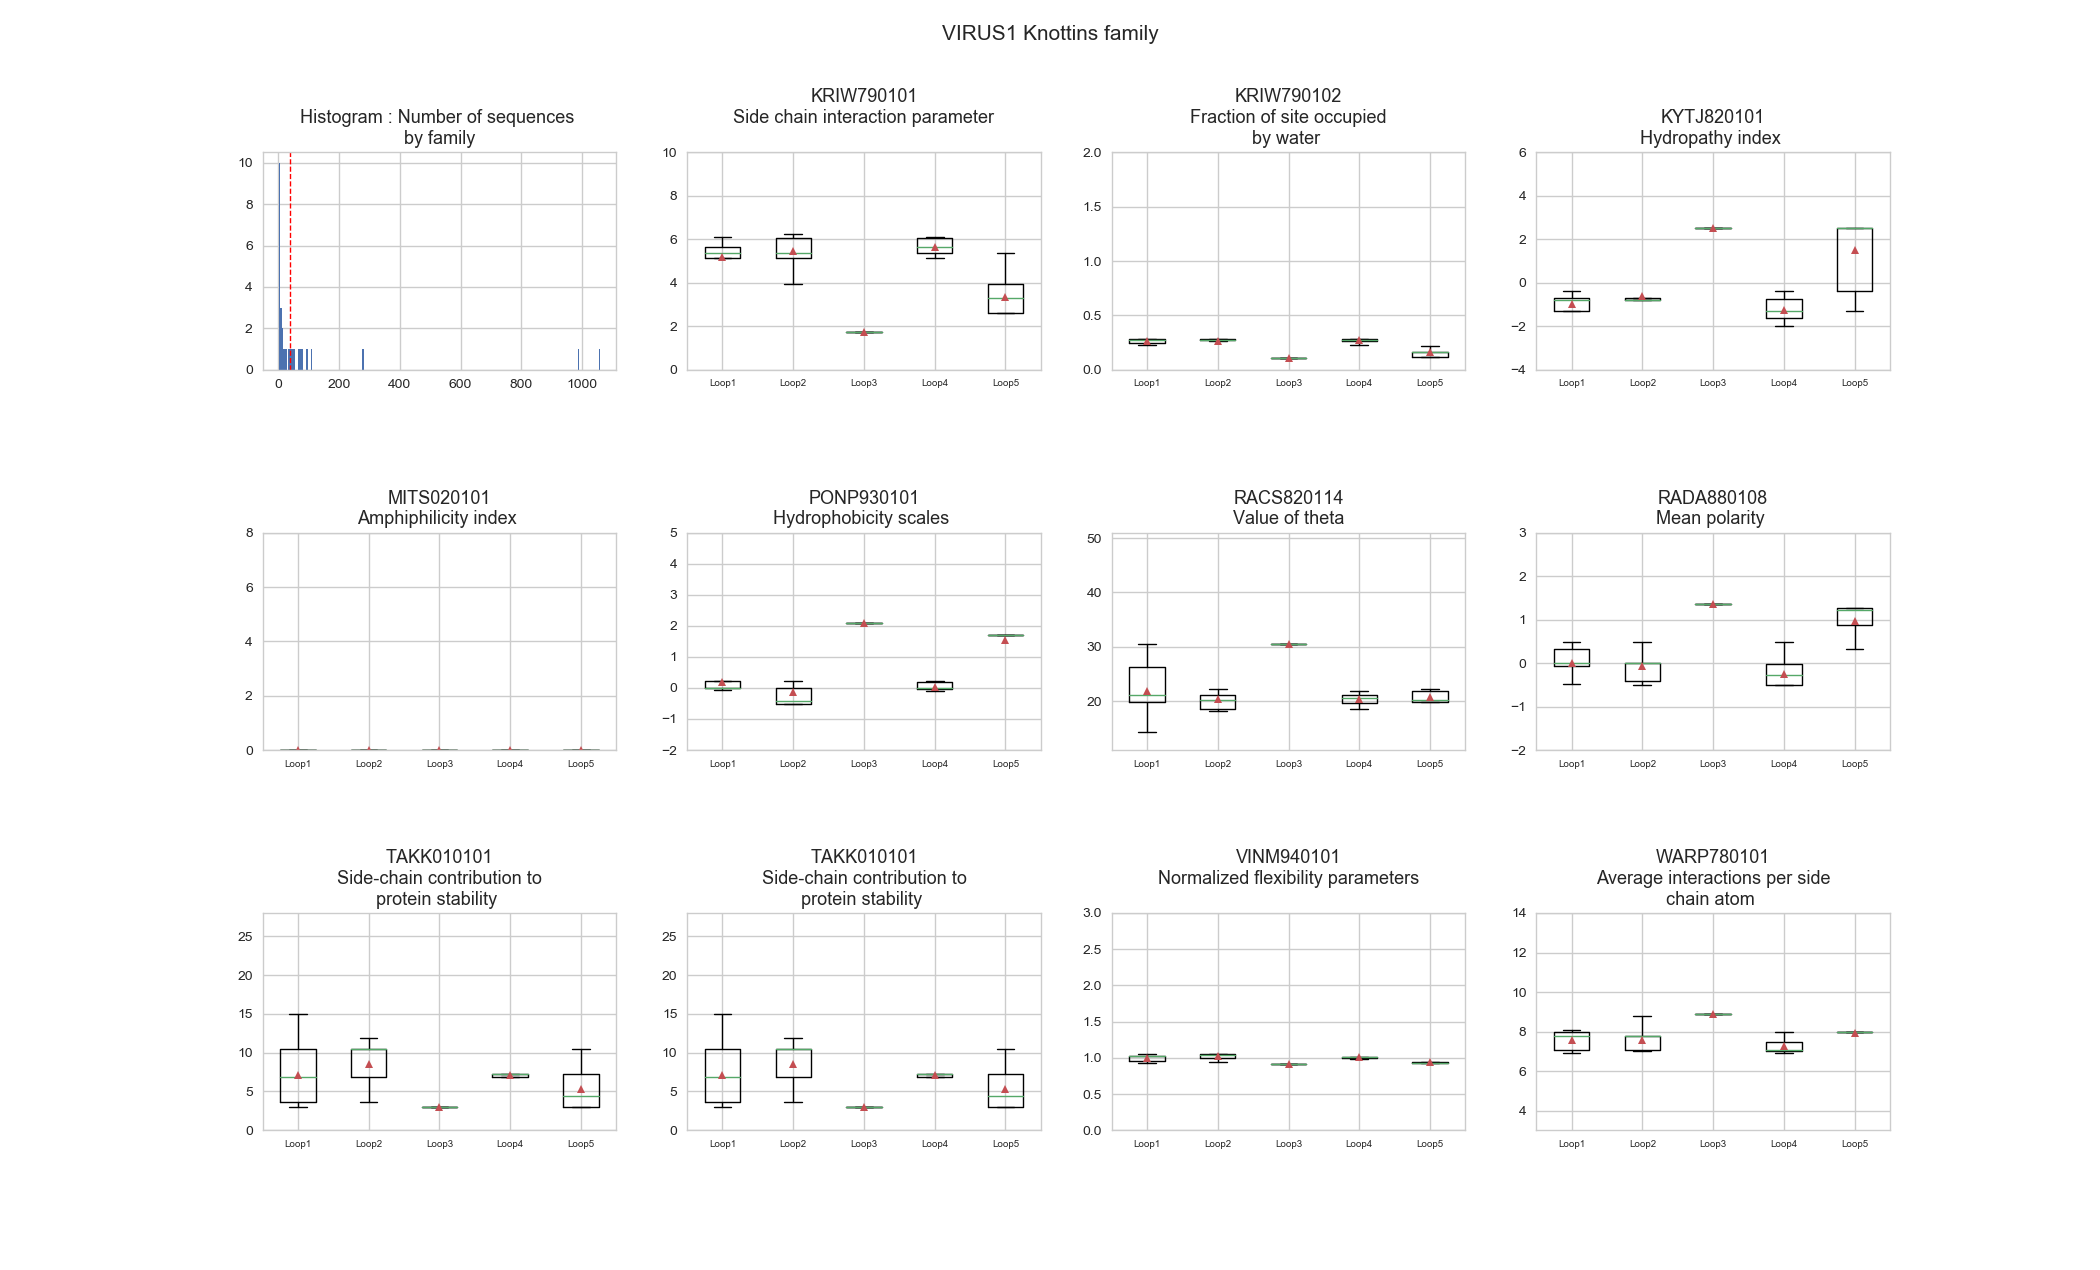 VIRUS1 Knottins family
Histogram : Number of sequences
by family
10
8
6
4
2
0
0 200 400 600 800 1000
KRIW790101
Side chain interaction parameter
10
8
6
4
2
0
Loop1 Loop2 Loop3 Loop4 Loop5
KRIW790102
Fraction of site occupied
by water
2.0
1.5
1.0
0.5
0.0
Loop1 Loop2 Loop3 Loop4 Loop5
KYTJ820101
Hydropathy index
6
4
2
0
−2
−4
Loop1 Loop2 Loop3 Loop4 Loop5
MITS020101
Amphiphilicity index
8
6
4
2
0
Loop1 Loop2 Loop3 Loop4 Loop5
PONP930101
Hydrophobicity scales
5
4
3
2
1
0
−1
−2
Loop1 Loop2 Loop3 Loop4 Loop5
RACS820114
Value of theta
50
40
30
20
Loop1 Loop2 Loop3 Loop4 Loop5
RADA880108
Mean polarity
3
2
1
0
−1
−2
Loop1 Loop2 Loop3 Loop4 Loop5
TAKK010101
Side-chain contribution to
protein stability
25
20
15
10
5
0
Loop1 Loop2 Loop3 Loop4 Loop5
TAKK010101
Side-chain contribution to
protein stability
25
20
15
10
5
0
Loop1 Loop2 Loop3 Loop4 Loop5
VINM940101
Normalized flexibility parameters
3.0
2.5
2.0
1.5
1.0
0.5
0.0
Loop1 Loop2 Loop3 Loop4 Loop5
WARP780101
Average interactions per side
chain atom
14
12
10
8
6
4
Loop1 Loop2 Loop3 Loop4 Loop5